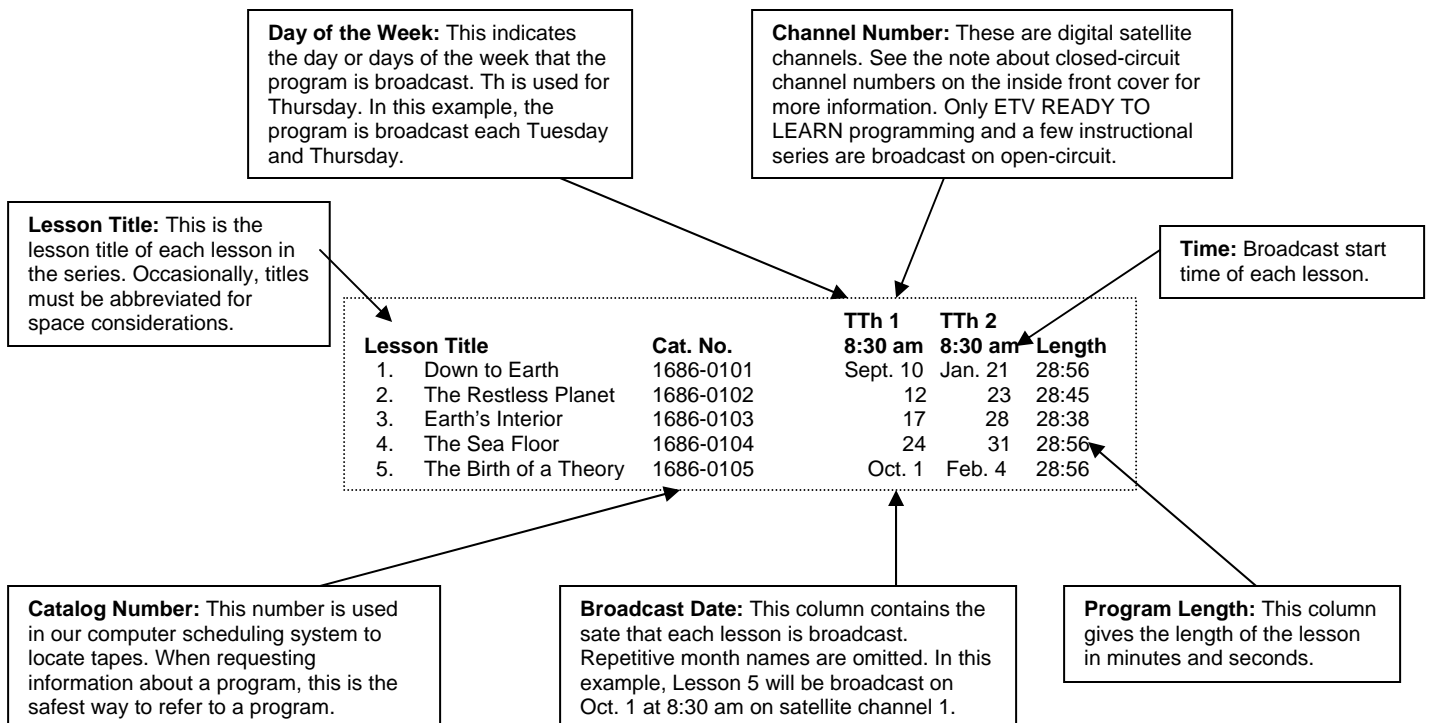 Day of the Week: This indicates
the day or days of the week that the
program is broadcast. Th is used for
Thursday. In this example, the
program is broadcast each Tuesday
and Thursday.
Channel Number: These are digital satellite
channels. See the note about closed-circuit
channel numbers on the inside front cover for
more information. Only ETV READY TO
LEARN programming and a few instructional
series are broadcast on open-circuit.
Lesson Title: This is the
lesson title of each lesson in
the series. Occasionally, titles
must be abbreviated for
space considerations.
Time: Broadcast start
time of each lesson.
TTh 1 TTh 2
Lesson Title Cat. No. 8:30 am 8:30 am Length
1. Down to Earth 1686-0101 Sept. 10 Jan. 21 28:56
2. The Restless Planet 1686-0102 12 23 28:45
3. Earth's Interior 1686-0103 17 28 28:38
4. The Sea Floor 1686-0104 24 31 28:56
5. The Birth of a Theory 1686-0105 Oct. 1 Feb. 4 28:56
Catalog Number: This number is used
in our computer scheduling system to
locate tapes. When requesting
information about a program, this is the
safest way to refer to a program.
Broadcast Date: This column contains the
sate that each lesson is broadcast.
Repetitive month names are omitted. In this
example, Lesson 5 will be broadcast on
Oct. 1 at 8:30 am on satellite channel 1.
Program Length: This column
gives the length of the lesson
in minutes and seconds.